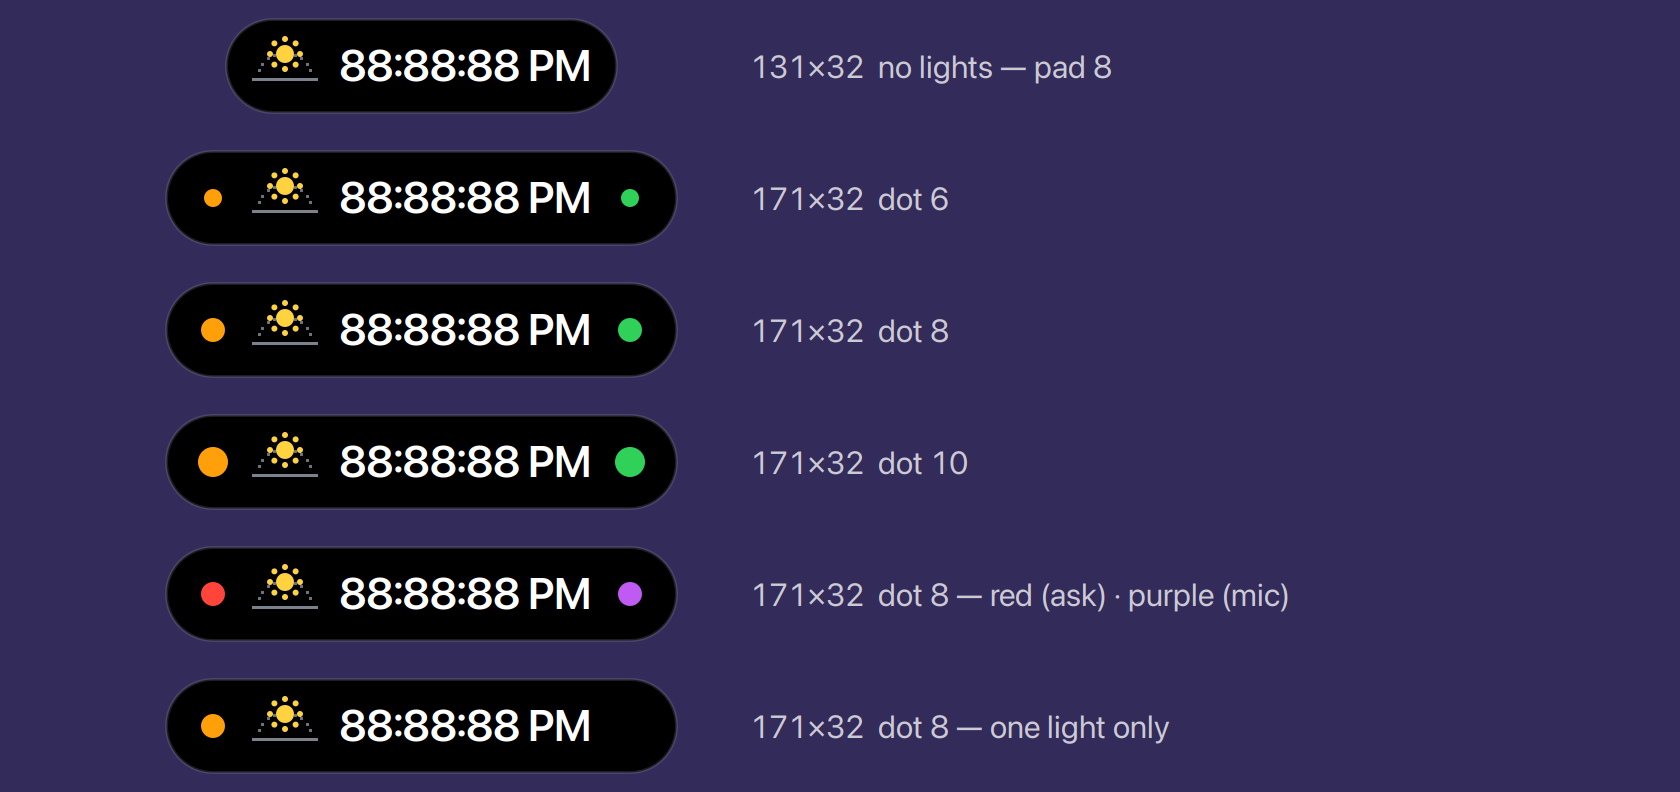 88:88:88 PM 131×32 no lights — pad 8
88:88:88 PM 171×32 dot 6
88:88:88 PM 171×32 dot 8
88:88:88 PM 171×32 dot 10
88:88:88 PM 171×32 dot 8 — red (ask) · purple (mic)
88:88:88 PM 171×32 dot 8 — one light only